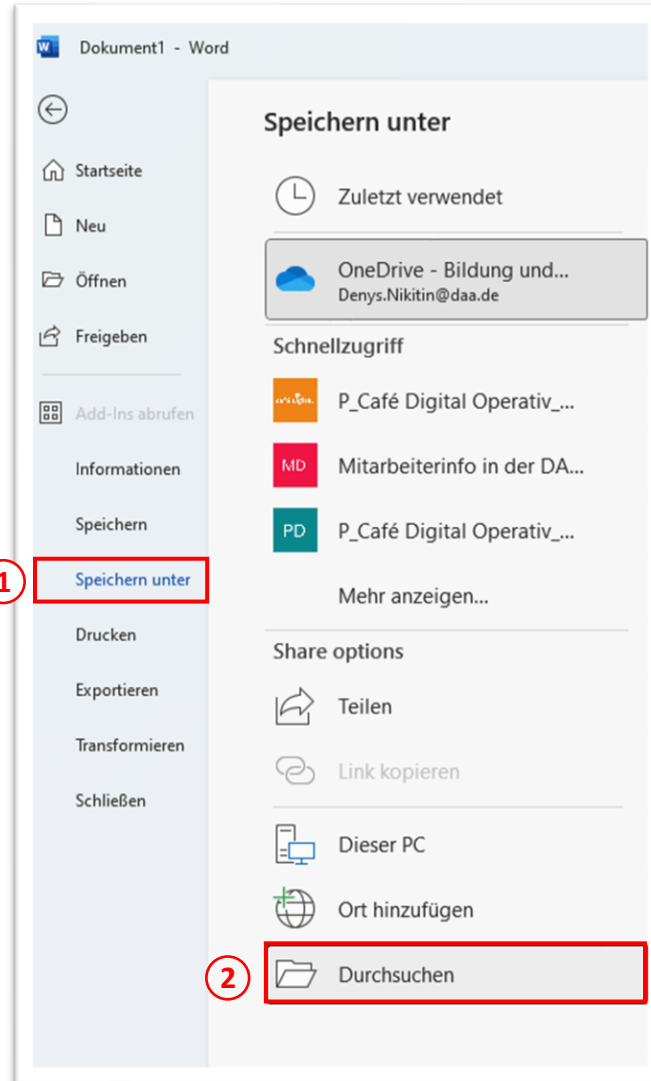 Dokument1 - Word
Speichern unter
Startseite
Neu
Öffnen
Freigeben
Add-Ins abrufen
Informationen
Speichern
1
Speichern unter
Drucken
Exportieren
Transformieren
Schließen
Zuletzt verwendet
OneDrive - Bildung und...
Denys.Nikitin@daa.de
Schnellzugriff
P_Café Digital Operativ_...
MD
Mitarbeiterinfo in der DA...
PD
P_Café Digital Operativ_...
Mehr anzeigen...
Share options
Teilen
Link kopieren
Dieser PC
Ort hinzufügen
2
Durchsuchen